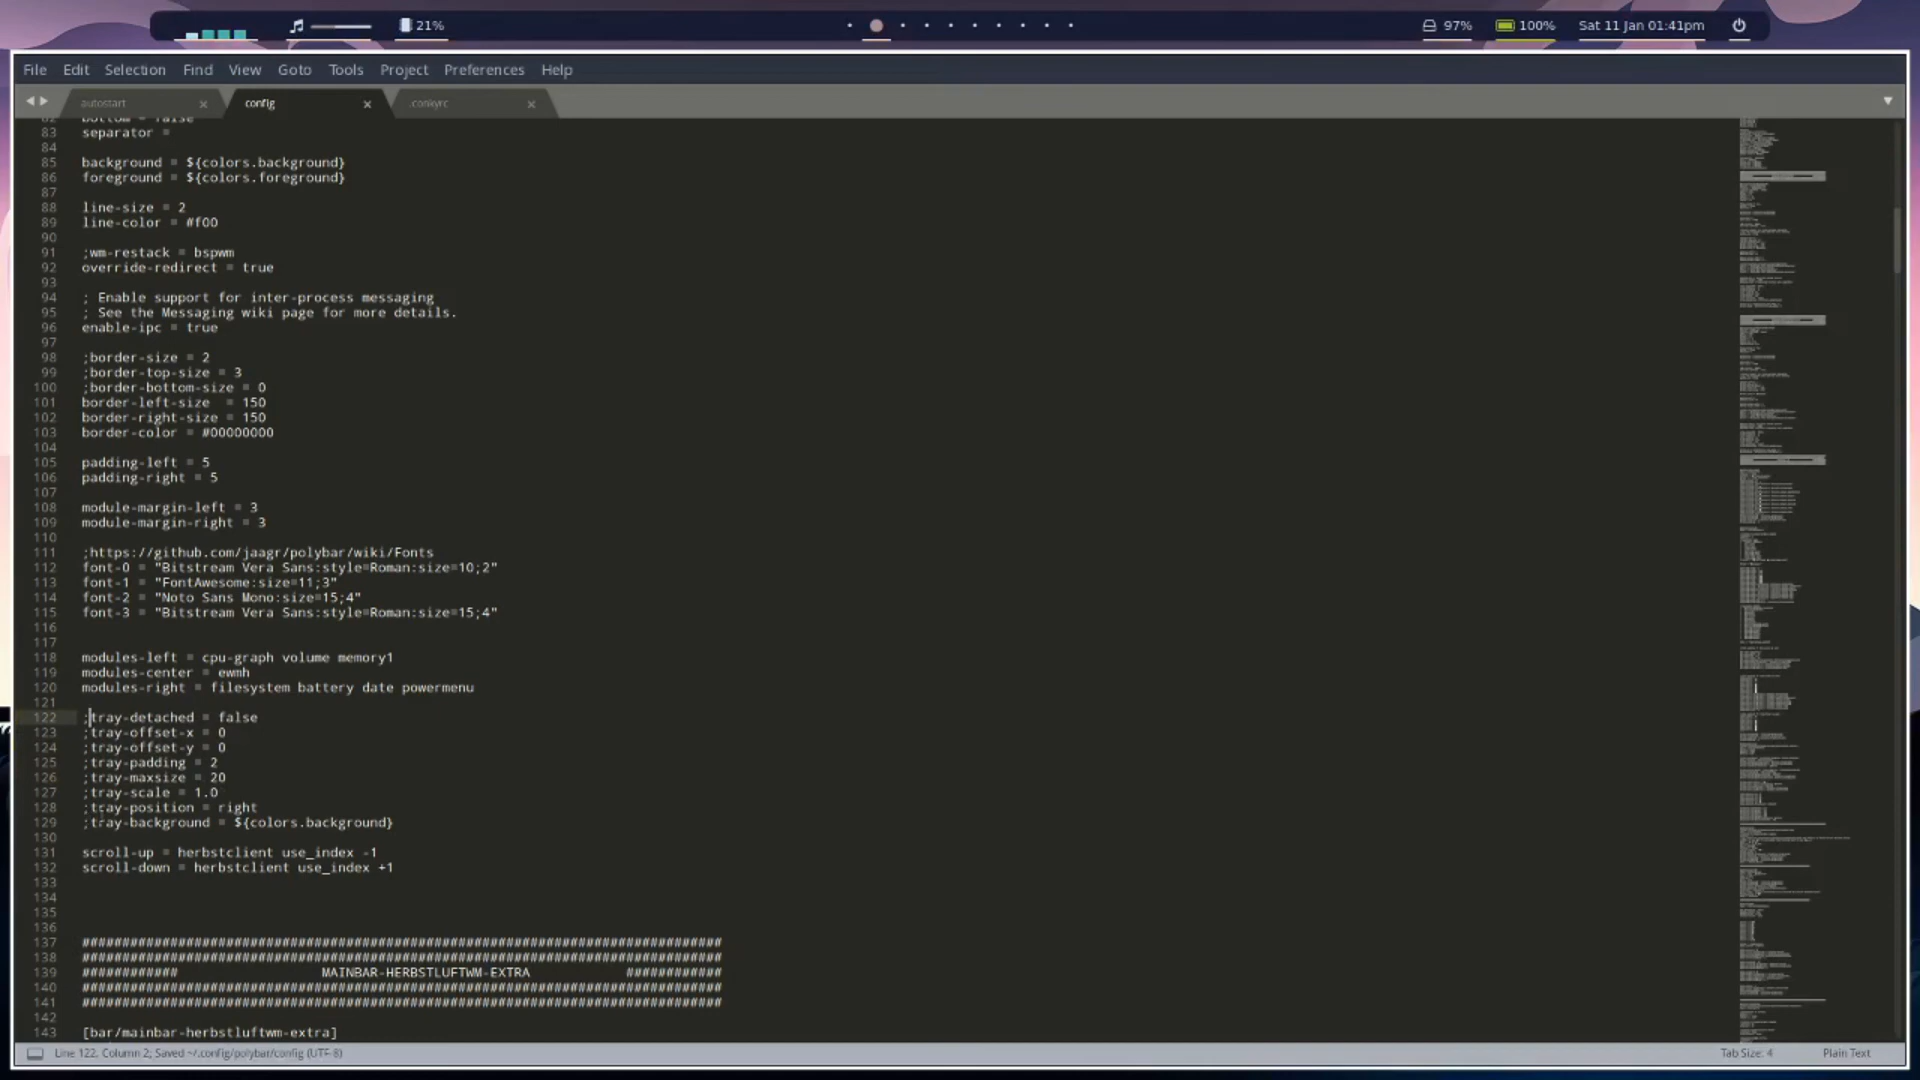 21%
97%
100%
Sat 11 Jan 01:41pm
File Edit Selection Find View Goto Tools Project Preferences Help
autostart
config
.conkyrc
82 bottom = false
83 separator =
84
85 background = ${colors.background}
86 foreground = ${colors.foreground}
87
88 line-size = 2
89 line-color = #f00
90
91 ;wm-restack = bspwm
92 override-redirect = true
93
94 ; Enable support for inter-process messaging
95 ; See the Messaging wiki page for more details.
96 enable-ipc = true
97
98 ;border-size = 2
99 ;border-top-size = 3
100 ;border-bottom-size = 0
101 border-left-size  = 150
102 border-right-size = 150
103 border-color = #00000000
104
105 padding-left = 5
106 padding-right = 5
107
108 module-margin-left = 3
109 module-margin-right = 3
110
111 ;https://github.com/jaagr/polybar/wiki/Fonts
112 font-0 = "Bitstream Vera Sans:style=Roman:size=10;2"
113 font-1 = "FontAwesome:size=11;3"
114 font-2 = "Noto Sans Mono:size=15;4"
115 font-3 = "Bitstream Vera Sans:style=Roman:size=15;4"
116
117
118 modules-left = cpu-graph volume memory1
119 modules-center = ewmh
120 modules-right = filesystem battery date powermenu
121
122 ;tray-detached = false
123 ;tray-offset-x = 0
124 ;tray-offset-y = 0
125 ;tray-padding = 2
126 ;tray-maxsize = 20
127 ;tray-scale = 1.0
128 ;tray-position = right
129 ;tray-background = ${colors.background}
130
131 scroll-up = herbstclient use_index -1
132 scroll-down = herbstclient use_index +1
133
134
135
136
137 ################################################################################
138 ################################################################################
139 ############                  MAINBAR-HERBSTLUFTWM-EXTRA            ############
140 ################################################################################
141 ################################################################################
142
143 [bar/mainbar-herbstluftwm-extra]
Line 122, Column 2; Saved ~/.config/polybar/config (UTF-8)
Tab Size: 4
Plain Text